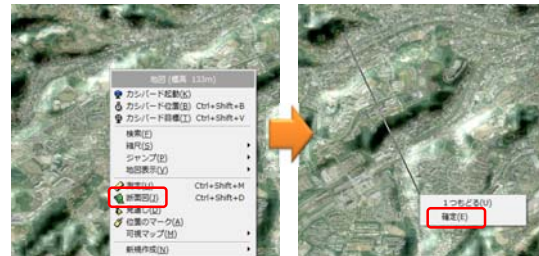 地図 (標高 133m)
カシバード起動(K)
カシバード位置(B) Ctrl+Shift+B
カシバード目標(T) Ctrl+Shift+V
検索(F)
縮尺(S)
ジャンプ(P)
地図表示(V)
Ctrl+Shift+M
断面図(J) Ctrl+Shift+D
見通し(O)
位置のマーク(A)
可視マップ(H)
新規作成(N)
1つもどる(U)
確定(E)